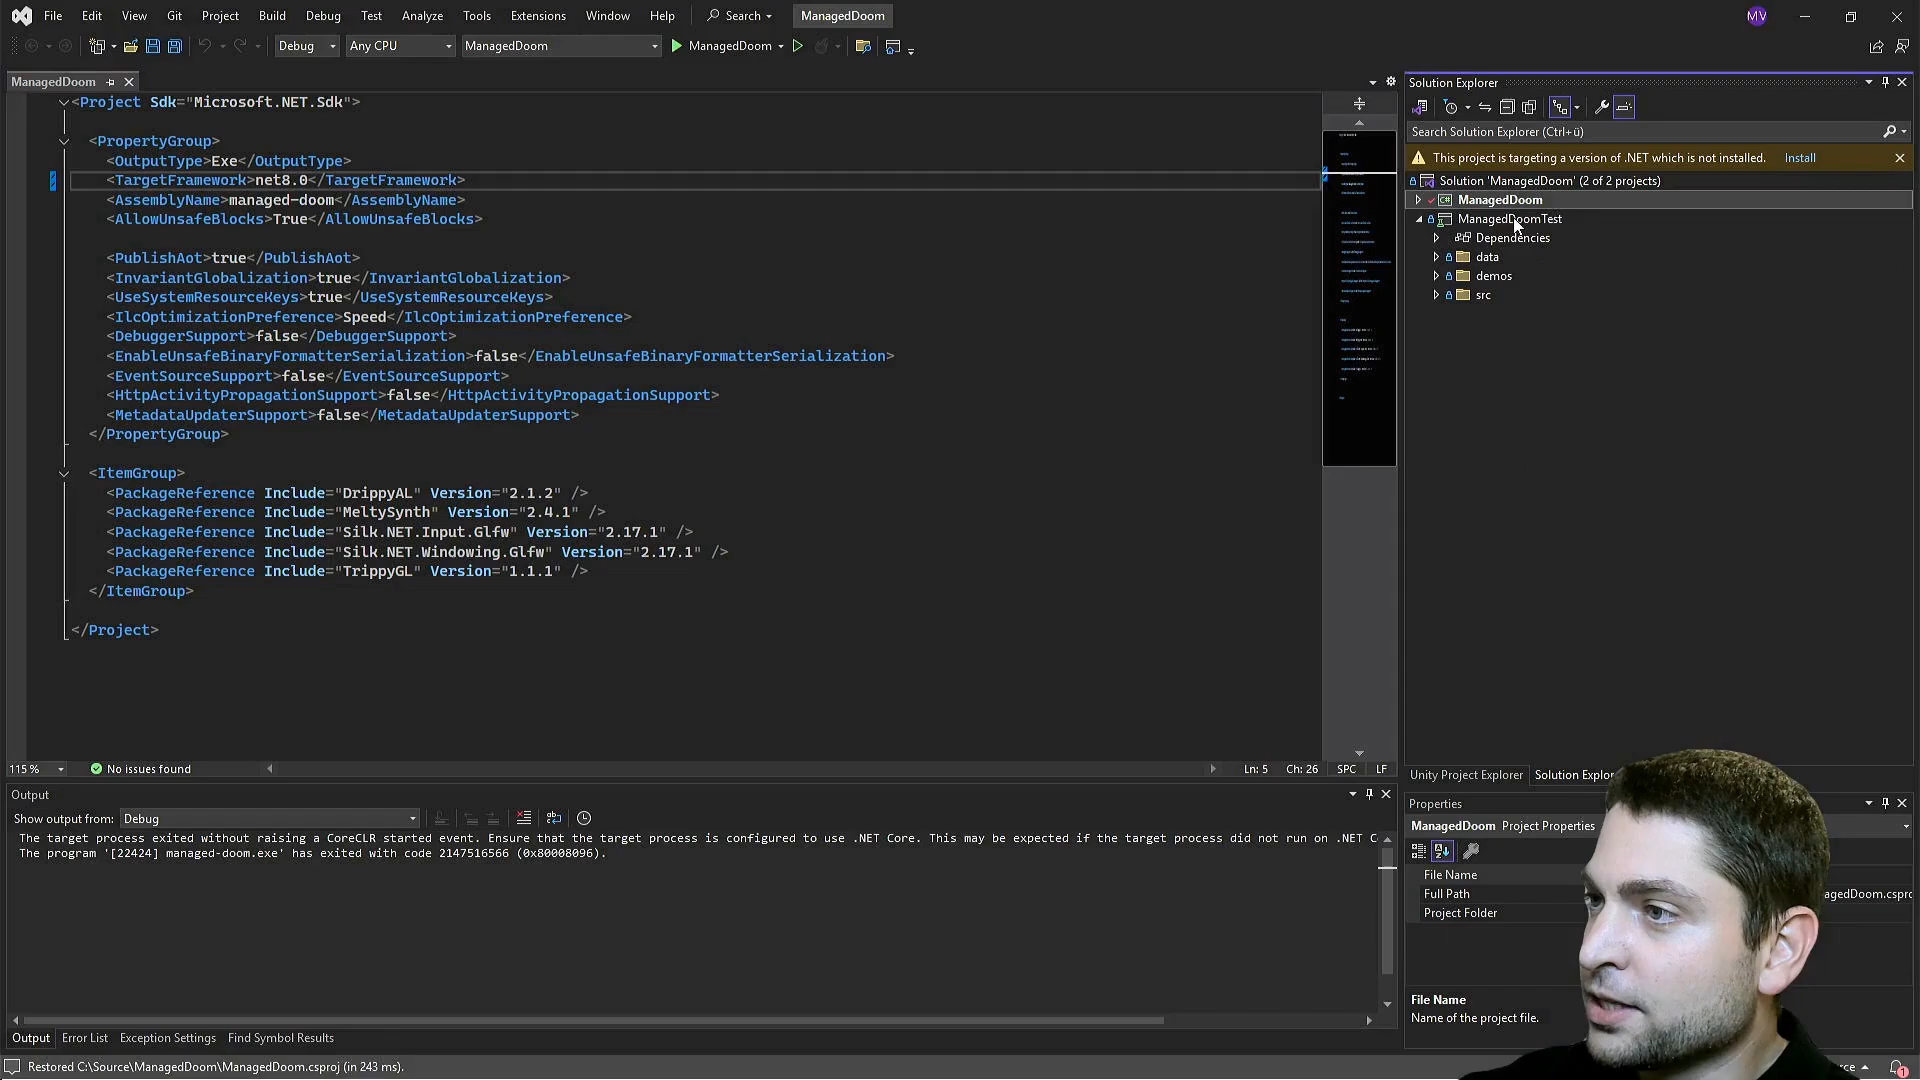 File Edit View Git Project Build Debug Test Analyze Tools Extensions Window Help Search ManagedDoom MV
Debug Any CPU ManagedDoom ManagedDoom
ManagedDoom
<Project Sdk="Microsoft.NET.Sdk">
<PropertyGroup>
<OutputType>Exe</OutputType>
<TargetFramework>net8.0</TargetFramework>
<AssemblyName>managed-doom</AssemblyName>
<AllowUnsafeBlocks>True</AllowUnsafeBlocks>
<PublishAot>true</PublishAot>
<InvariantGlobalization>true</InvariantGlobalization>
<UseSystemResourceKeys>true</UseSystemResourceKeys>
<IlcOptimizationPreference>Speed</IlcOptimizationPreference>
<DebuggerSupport>false</DebuggerSupport>
<EnableUnsafeBinaryFormatterSerialization>false</EnableUnsafeBinaryFormatterSerialization>
<EventSourceSupport>false</EventSourceSupport>
<HttpActivityPropagationSupport>false</HttpActivityPropagationSupport>
<MetadataUpdaterSupport>false</MetadataUpdaterSupport>
</PropertyGroup>
<ItemGroup>
<PackageReference Include="DrippyAL" Version="2.1.2" />
<PackageReference Include="MeltySynth" Version="2.4.1" />
<PackageReference Include="Silk.NET.Input.Glfw" Version="2.17.1" />
<PackageReference Include="Silk.NET.Windowing.Glfw" Version="2.17.1" />
<PackageReference Include="TrippyGL" Version="1.1.1" />
</ItemGroup>
</Project>
115 % No issues found Ln: 5 Ch: 26 SPC LF
Output
Show output from: Debug
The target process exited without raising a CoreCLR started event. Ensure that the target process is configured to use .NET Core. This may be expected if the target process did not run on .NET C
The program '[22424] managed-doom.exe' has exited with code 2147516566 (0x80008096).
Output Error List Exception Settings Find Symbol Results
Restored C:\Source\ManagedDoom\ManagedDoom.csproj (in 243 ms).
Solution Explorer
Search Solution Explorer (Ctrl+ü)
This project is targeting a version of .NET which is not installed. Install
Solution 'ManagedDoom' (2 of 2 projects)
ManagedDoom
ManagedDoomTest
Dependencies
data
demos
src
Unity Project Explorer Solution Explor
Properties
ManagedDoom Project Properties
File Name
Full Path agedDoom.cspro
Project Folder
File Name
Name of the project file.
rce
1